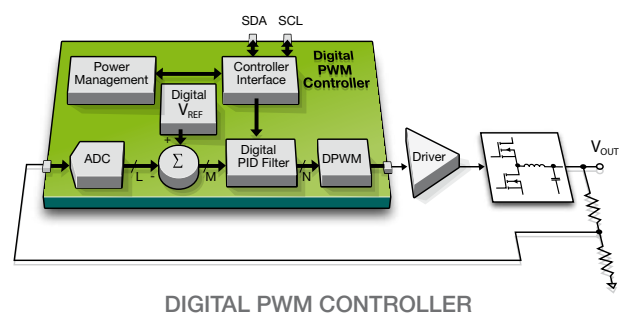 SDA SCL
Digital
PWM
Controller
Power
Management
Controller
Interface
Digital
VREF
+
ADC
L
-
Σ
M
Digital
PID Filter
N
DPWM
Driver
VOUT
DIGITAL PWM CONTROLLER